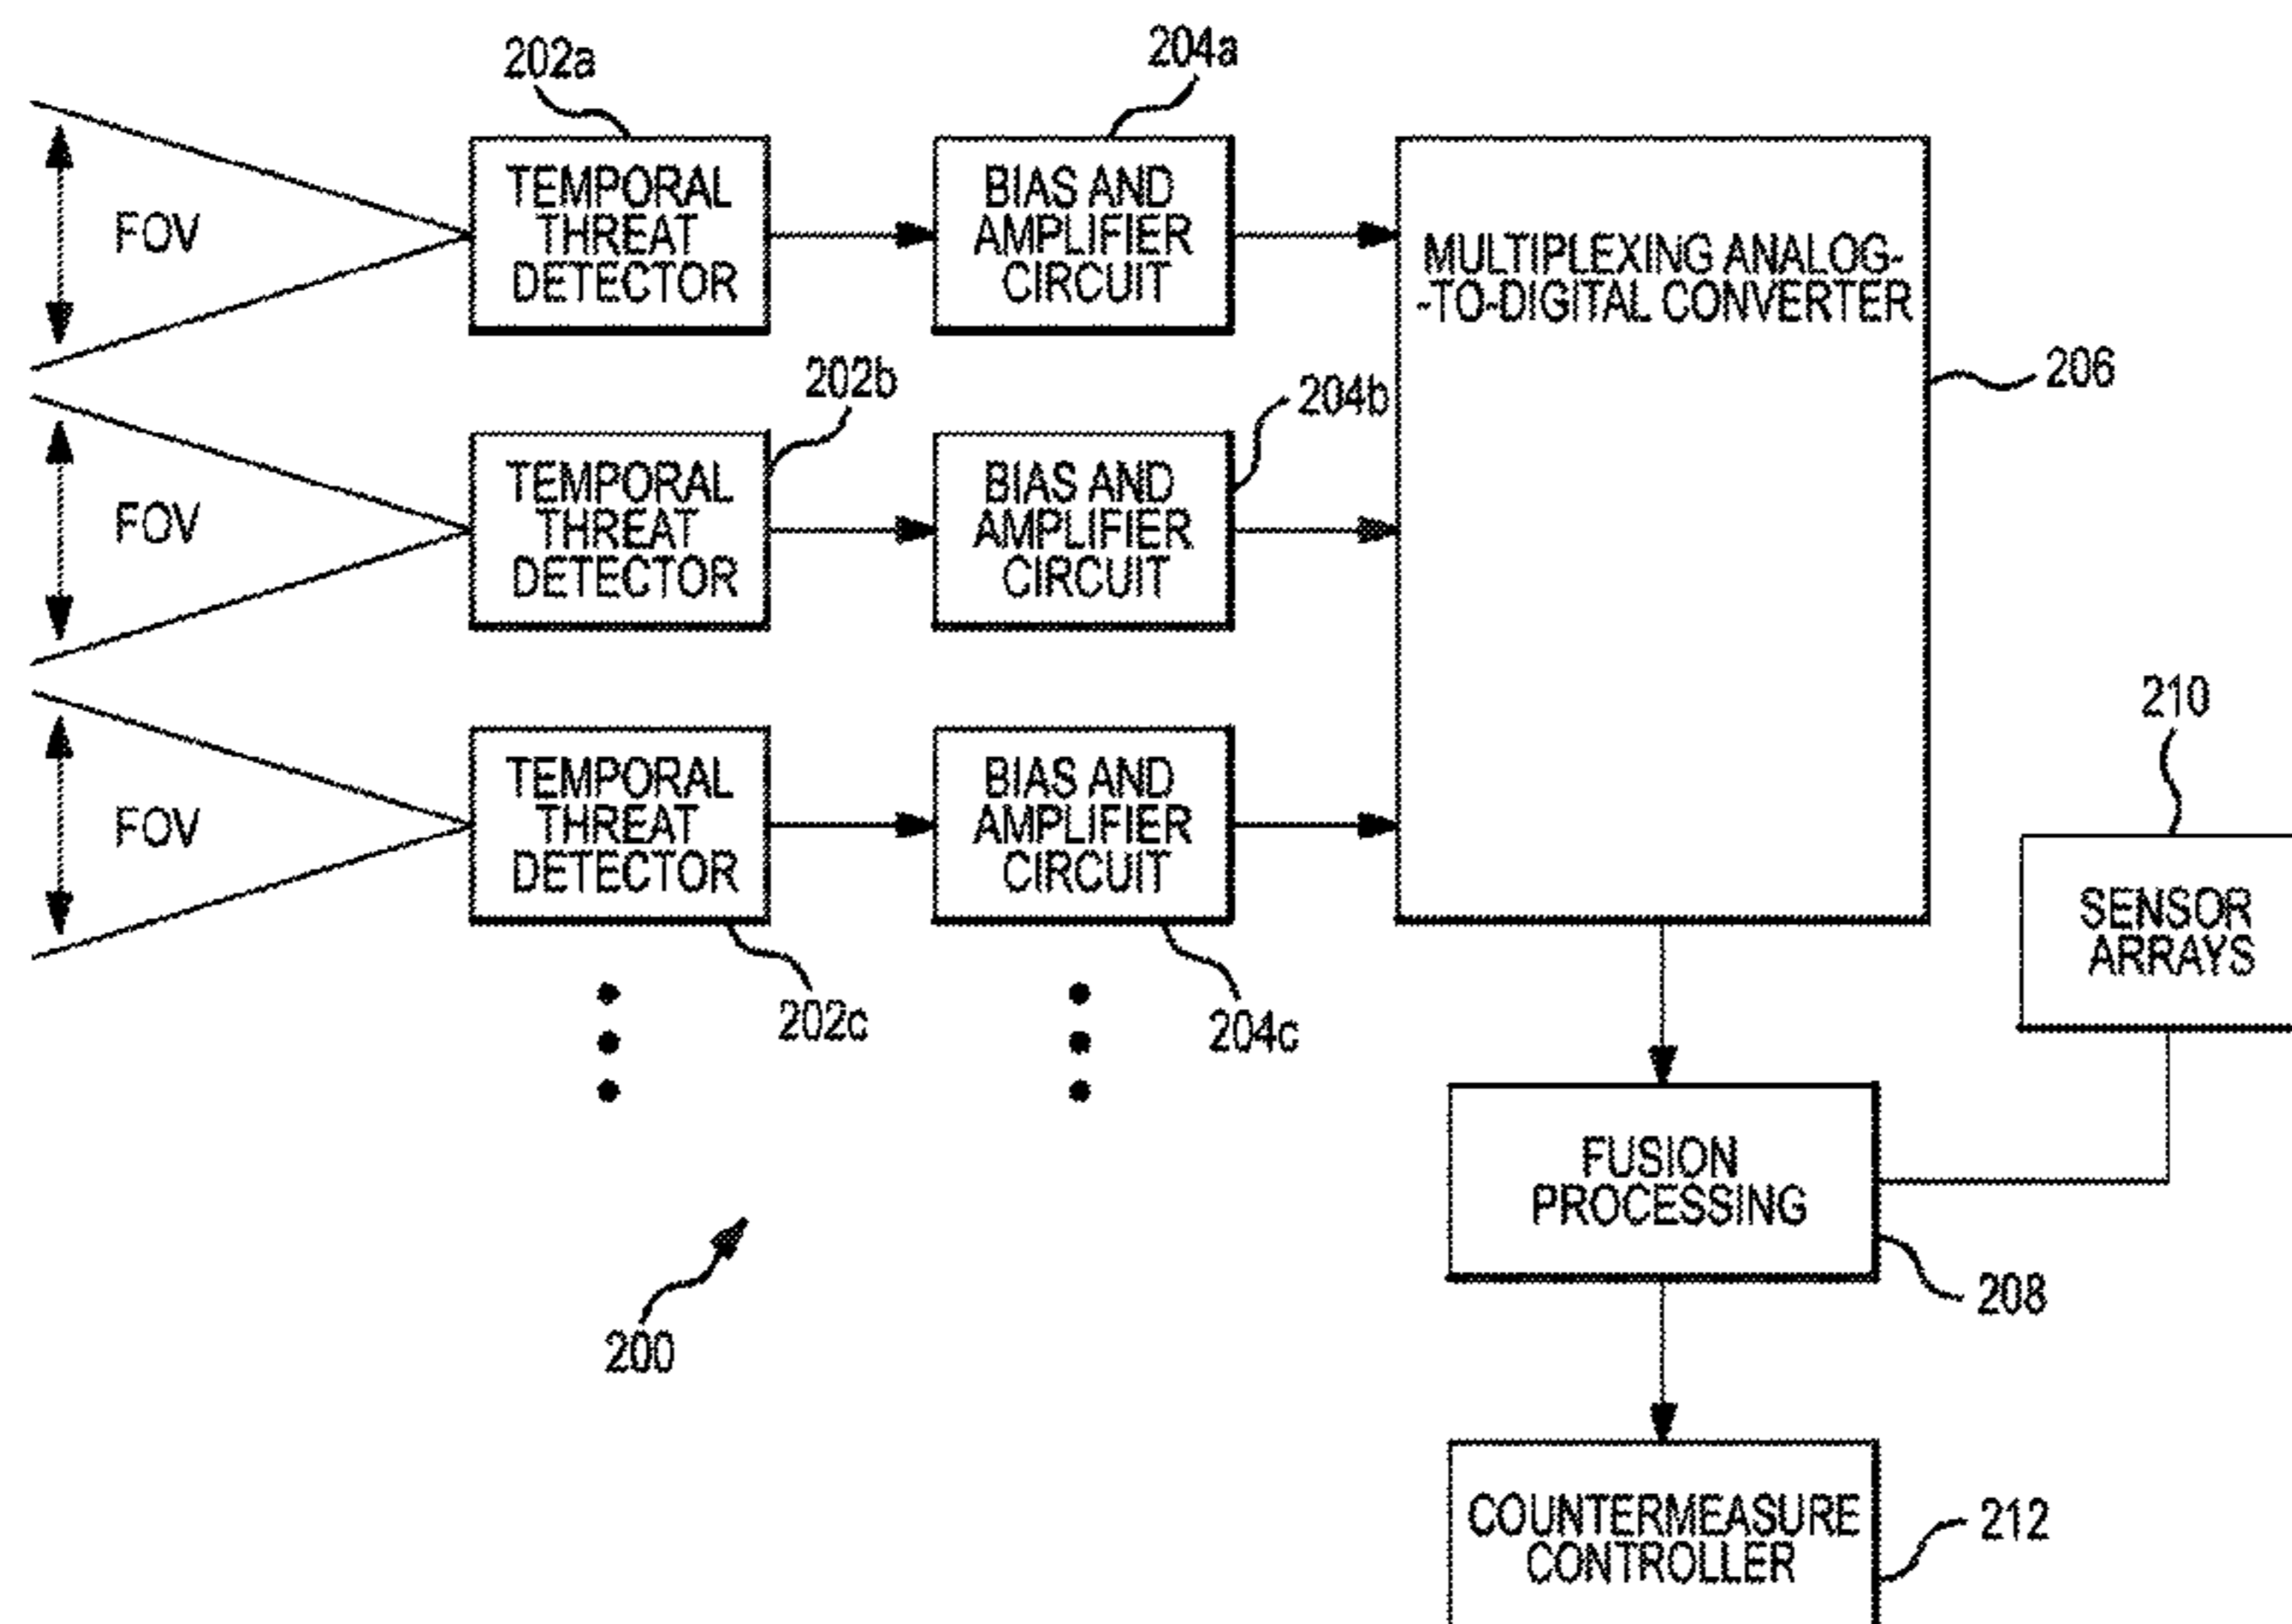 202a
204a
FOV
TEMPORAL
THREAT
DETECTOR
BIAS AND
AMPLIFIER
CIRCUIT
MULTIPLEXING ANALOG-
-TO-DIGITAL CONVERTER
206
202b
204b
FOV
TEMPORAL
THREAT
DETECTOR
BIAS AND
AMPLIFIER
CIRCUIT
210
FOV
TEMPORAL
THREAT
DETECTOR
BIAS AND
AMPLIFIER
CIRCUIT
SENSOR
ARRAYS
202c
204c
FUSION
PROCESSING
208
200
COUNTERMEASURE
CONTROLLER
212